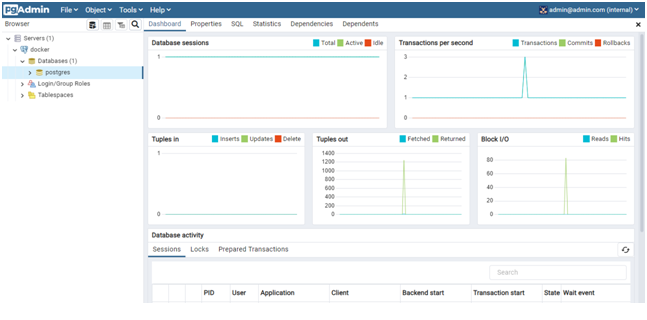 pgAdmin File Object Tools Help admin@admin.com (internal)
Browser Dashboard Properties SQL Statistics Dependencies Dependents
Servers (1)
docker
Databases (1)
postgres
Login/Group Roles
Tablespaces
Database sessions Total Active Idle
1
0
Transactions per second Transactions Commits Rollbacks
3
2
1
0
Tuples in Inserts Updates Delete
1
0
Tuples out Fetched Returned
1400
1200
1000
800
600
400
200
0
Block I/O Reads Hits
80
60
40
20
0
Database activity
Sessions Locks Prepared Transactions
Search
PID User Application Client Backend start Transaction start State Wait event